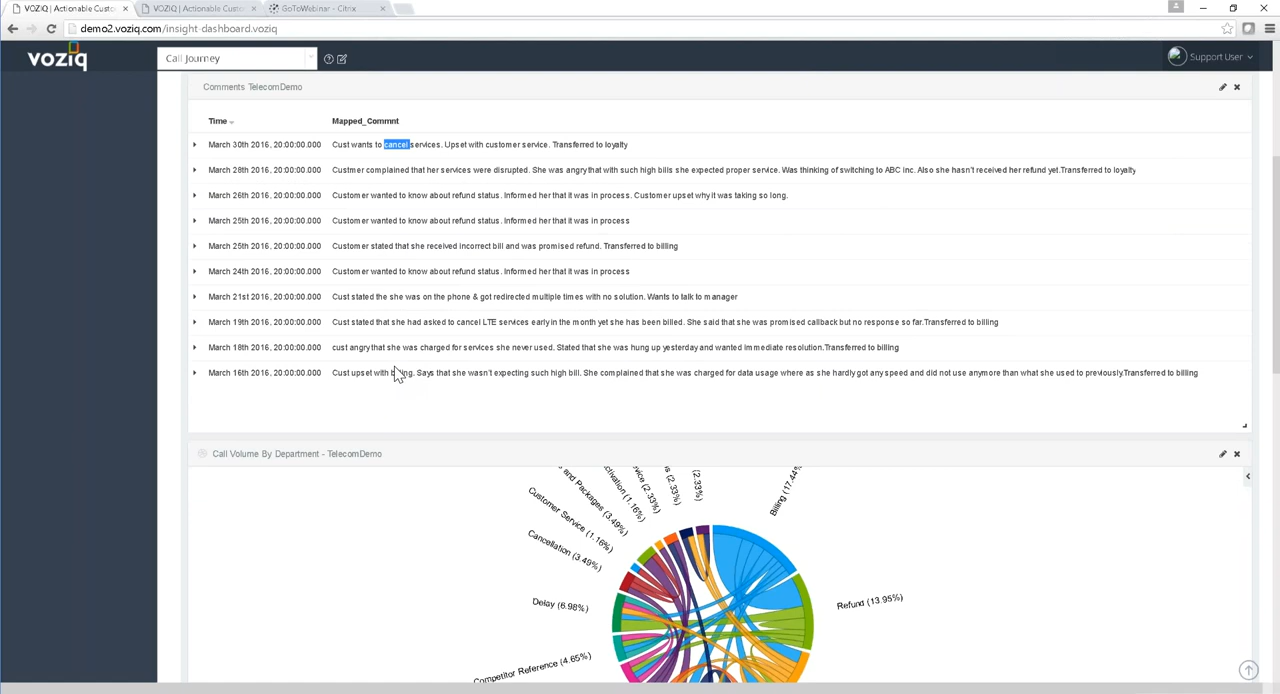 VOZIQ | Actionable Custo
VOZIQ | Actionable Custo
GoToWebinar - Citrix
demo2.voziq.com/insight-dashboard.voziq
voziq
Call Journey
Support User
Comments TelecomDemo
Time
Mapped_Commnt
March 30th 2016, 20:00:00.000 Cust wants to cancel services. Upset with customer service. Transferred to loyalty
March 28th 2016, 20:00:00.000 Custmer complained that her services were disrupted. She was angry that with such high bills she expected proper service. Was thinking of switching to ABC inc. Also she hasn't received her refund yet.Transferred to loyalty
March 26th 2016, 20:00:00.000 Customer wanted to know about refund status. Informed her that it was in process. Customer upset why it was taking so long.
March 25th 2016, 20:00:00.000 Customer wanted to know about refund status. Informed her that it was in process
March 25th 2016, 20:00:00.000 Customer stated that she received incorrect bill and was promised refund. Transferred to billing
March 24th 2016, 20:00:00.000 Customer wanted to know about refund status. Informed her that it was in process
March 21st 2016, 20:00:00.000 Cust stated the she was on the phone & got redirected multiple times with no solution. Wants to talk to manager
March 19th 2016, 20:00:00.000 Cust stated that she had asked to cancel LTE services early in the month yet she has been billed. She said that she was promised callback but no response so far.Transferred to billing
March 18th 2016, 20:00:00.000 cust angry that she was charged for services she never used. Stated that she was hung up yesterday and wanted immediate resolution.Transferred to billing
March 16th 2016, 20:00:00.000 Cust upset with billing. Says that she wasn't expecting such high bill. She complained that she was charged for data usage where as she hardly got any speed and did not use anymore than what she used to previously.Transferred to billing
Call Volume By Department - TelecomDemo
Billing (17.44%
(2.33%)
s (2.33%)
vice (2.33%)
ctivation (1.16%)
and Packages (3.49%)
Customer Service (1.16%)
Cancellation (3.49%)
Delay (6.98%)
Refund (13.95%)
Competitor Reference (4.65%)